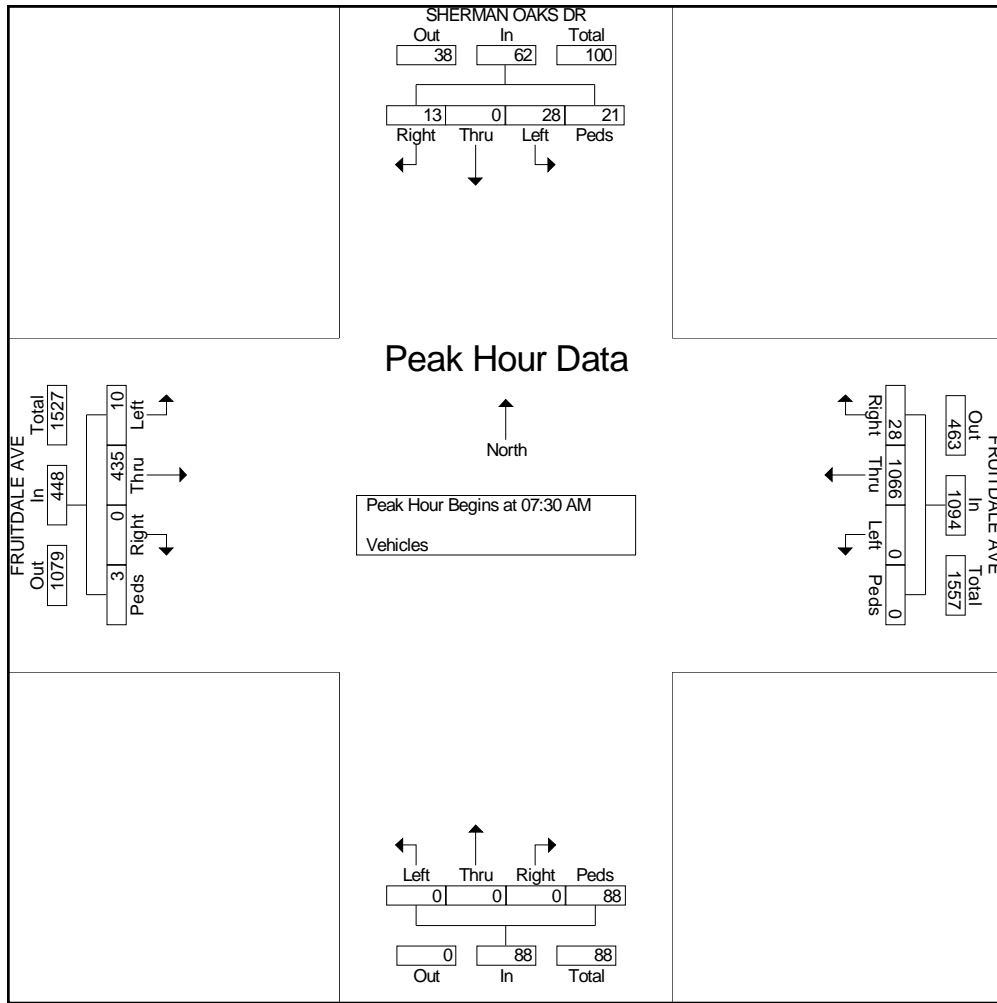 SHERMAN OAKS DR
Out In Total
38 62 100
13 0 28 21
Right Thru Left Peds
Peak Hour Data
North
Peak Hour Begins at 07:30 AM
Vehicles
FRUITDALE AVE
Total In Out
1527 448 1079
10 435 0 3
Left Thru Right Peds
FRUITDALE AVE
Out In Total
463 1094 1557
28 1066 0 0
Right Thru Left Peds
Left Thru Right Peds
0 0 0 88
0 88 88
Out In Total